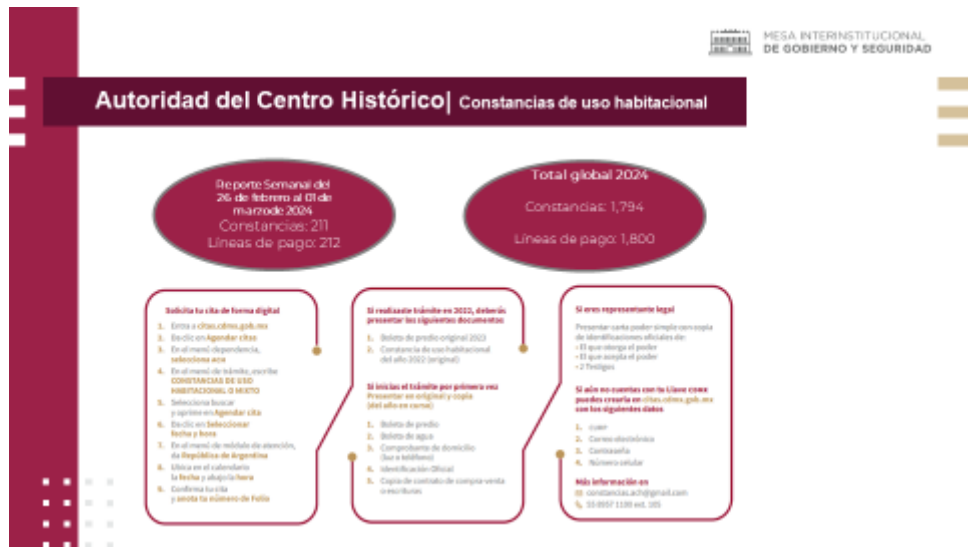 MESA INTERINSTITUCIONAL
DE GOBIERNO Y SEGURIDAD
Autoridad del Centro Histórico| Constancias de uso habitacional
Reporte Semanal del
26 de febrero al 01 de
marzode 2024
Constancias: 211
Líneas de pago: 212
Total global 2024
Constancias: 1,794
Líneas de pago: 1,800
Solicita tu cita de forma digital
1. Entra a citas.cdmx.gob.mx
2. Da clic en Agendar citas
3. En el menú dependencia,
selecciona ACH
4. En el menú de trámite, escribe
CONSTANCIAS DE USO
HABITACIONAL O MIXTO
5. Selecciona buscar
y oprime en Agendar cita
6. Da clic en Seleccionar
fecha y hora
7. En el menú de módulo de atención,
da República de Argentina
8. Ubica en el calendario
la fecha y abajo la hora
9. Confirma tu cita
y anota tu número de Folio
Si realizaste trámite en 2022, deberás
presentar los siguientes documentos
1. Boleta de predio original 2023
2. Constancia de uso habitacional
del año 2022 (original)
Si inicias el trámite por primera vez
Presentar en original y copia
(del año en curso)
1. Boleta de predio
2. Boleta de agua
3. Comprobante de domicilio
(luz o teléfono)
4. Identificación Oficial
5. Copia de contrato de compra-venta
o escrituras
Si eres representante legal
Presentar carta poder simple con copia
de identificaciones oficiales de:
• El que otorga el poder
• El que acepta el poder
• 2 Testigos
Si aún no cuentas con tu Llave CDMX
puedes crearla en citas.cdmx.gob.mx
con los siguientes datos
1. CURP
2. Correo electrónico
3. Contraseña
4. Número celular
Más información en
constancias.ach@gmail.com
55 8957 1100 ext. 105